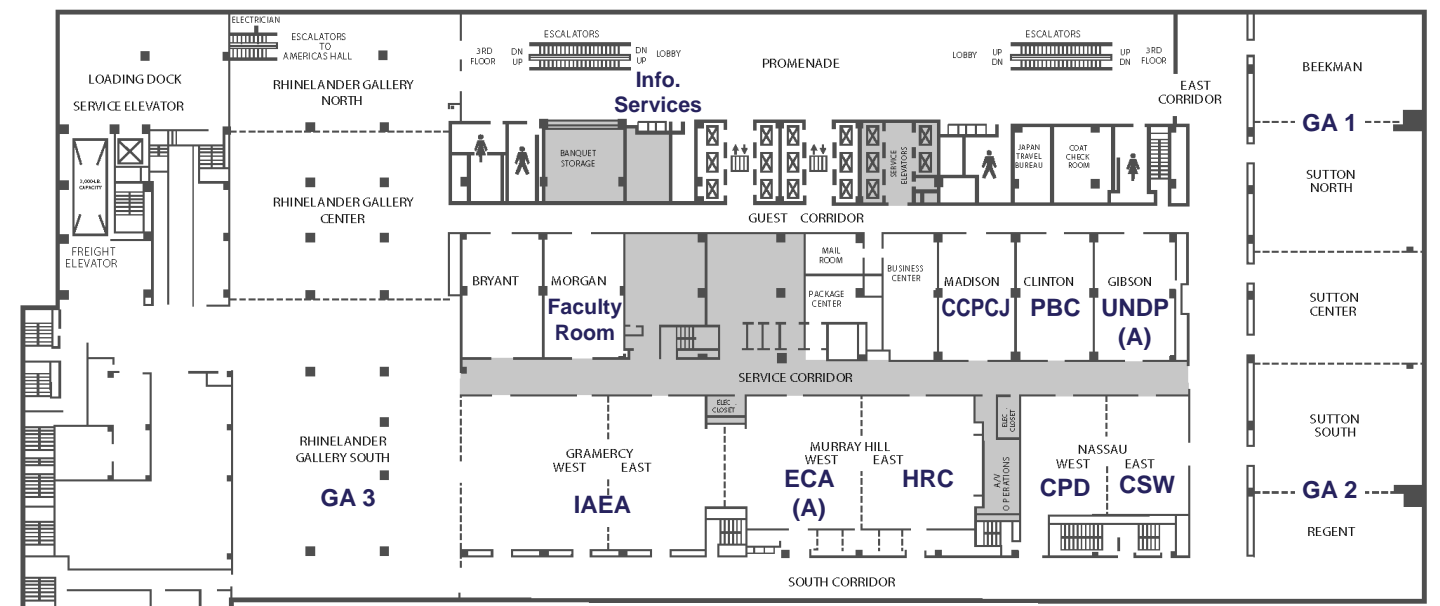 ELECTRICIAN
ESCALATORS
TO
AMERICAS HALL
LOADING DOCK
SERVICE ELEVATOR
RHINELANDER GALLERY
NORTH
3RD
FLOOR
DN
UP
ESCALATORS
DN
UP
LOBBY
Info.
Services
PROMENADE
LOBBY
UP
DN
ESCALATORS
UP
DN
3RD
FLOOR
EAST
CORRIDOR
BEEKMAN
GA 1
2,000-LB.
CAPACITY
BANQUET
STORAGE
SERVICE
ELEVATORS
JAPAN
TRAVEL
BUREAU
COAT
CHECK
ROOM
SUTTON
NORTH
RHINELANDER GALLERY
CENTER
GUEST CORRIDOR
FREIGHT
ELEVATOR
BRYANT
MORGAN
Faculty
Room
MAIL
ROOM
PACKAGE
CENTER
BUSINESS
CENTER
MADISON
CCPCJ
CLINTON
PBC
GIBSON
UNDP
(A)
SUTTON
CENTER
SERVICE CORRIDOR
ELEC .
CLOSET
ELEC .
CLOSET
RHINELANDER
GALLERY SOUTH
GA 3
GRAMERCY
WEST EAST
IAEA
MURRAY HILL
WEST EAST
ECA
(A)
HRC
A/V
OPERATIONS
NASSAU
WEST EAST
CPD
CSW
SUTTON
SOUTH
GA 2
REGENT
SOUTH CORRIDOR